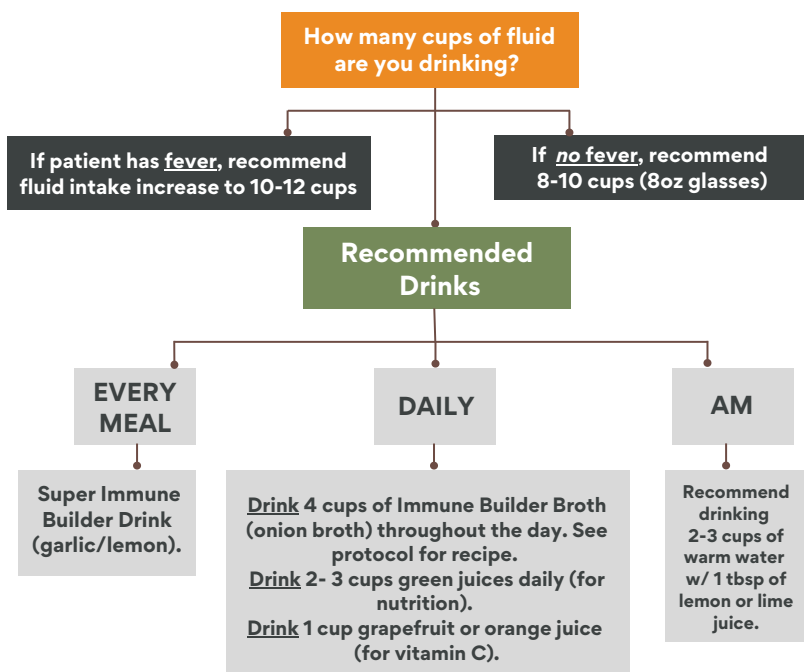 How many cups of fluid
are you drinking?
If patient has fever, recommend
fluid intake increase to 10-12 cups
If no fever, recommend
8-10 cups (8oz glasses)
Recommended
Drinks
EVERY
MEAL
Super Immune
Builder Drink
(garlic/lemon).
DAILY
Drink 4 cups of Immune Builder Broth
(onion broth) throughout the day. See
protocol for recipe.
Drink 2- 3 cups green juices daily (for
nutrition).
Drink 1 cup grapefruit or orange juice
(for vitamin C).
AM
Recommend
drinking
2-3 cups of
warm water
w/ 1 tbsp of
lemon or lime
juice.